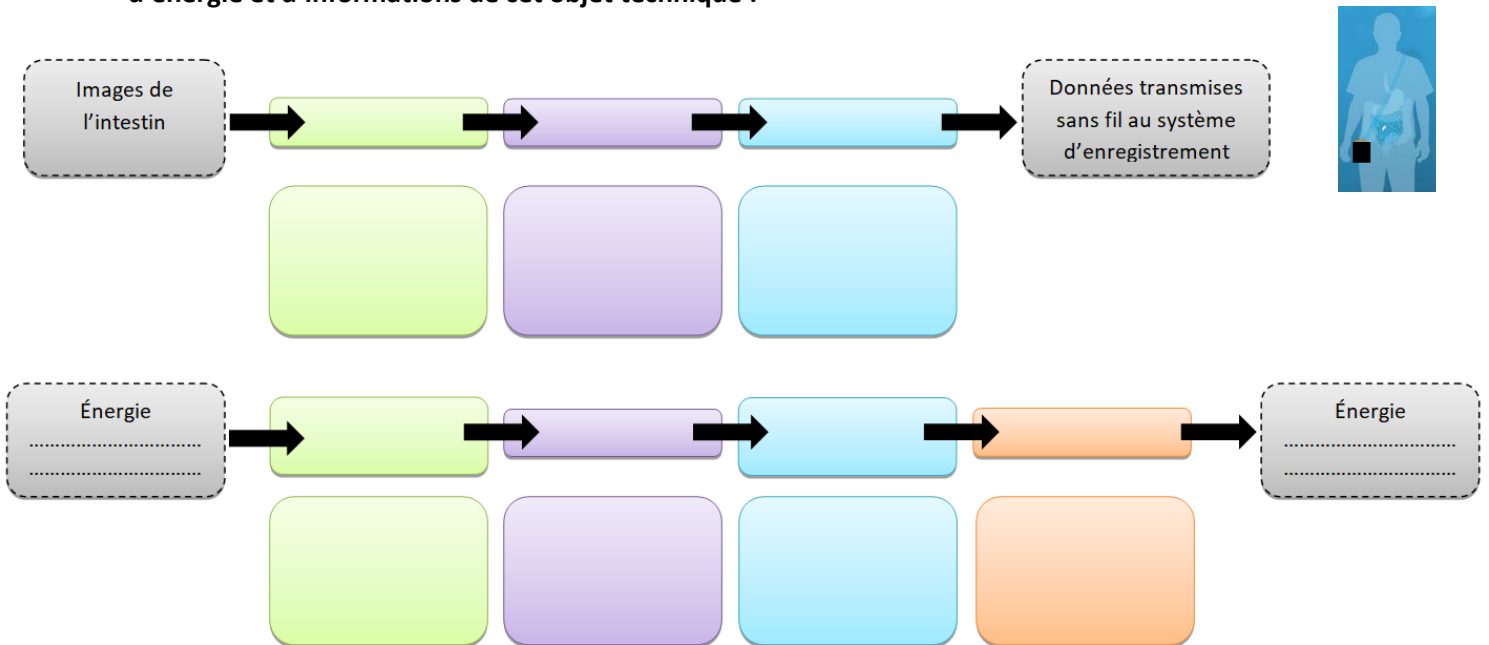 d'énergie et d'informations de cet objet technique :
Images de
l'intestin
Données transmises
sans fil au système
d'enregistrement
Énergie
.................................
.................................
Énergie
.................................
.................................